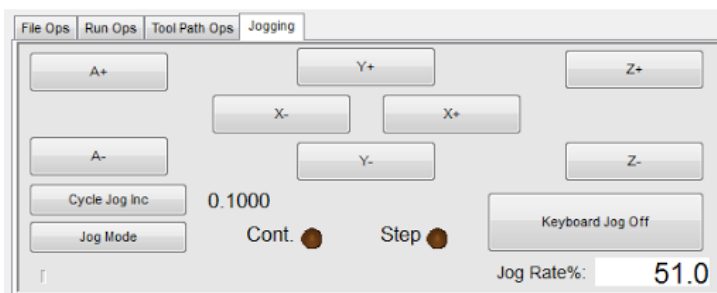 File Ops Run Ops Tool Path Ops Jogging
A+ Y+ Z+
X- X+
A- Y- Z-
Cycle Jog Inc 0.1000
Keyboard Jog Off
Jog Mode Cont. Step
Jog Rate%: 51.0